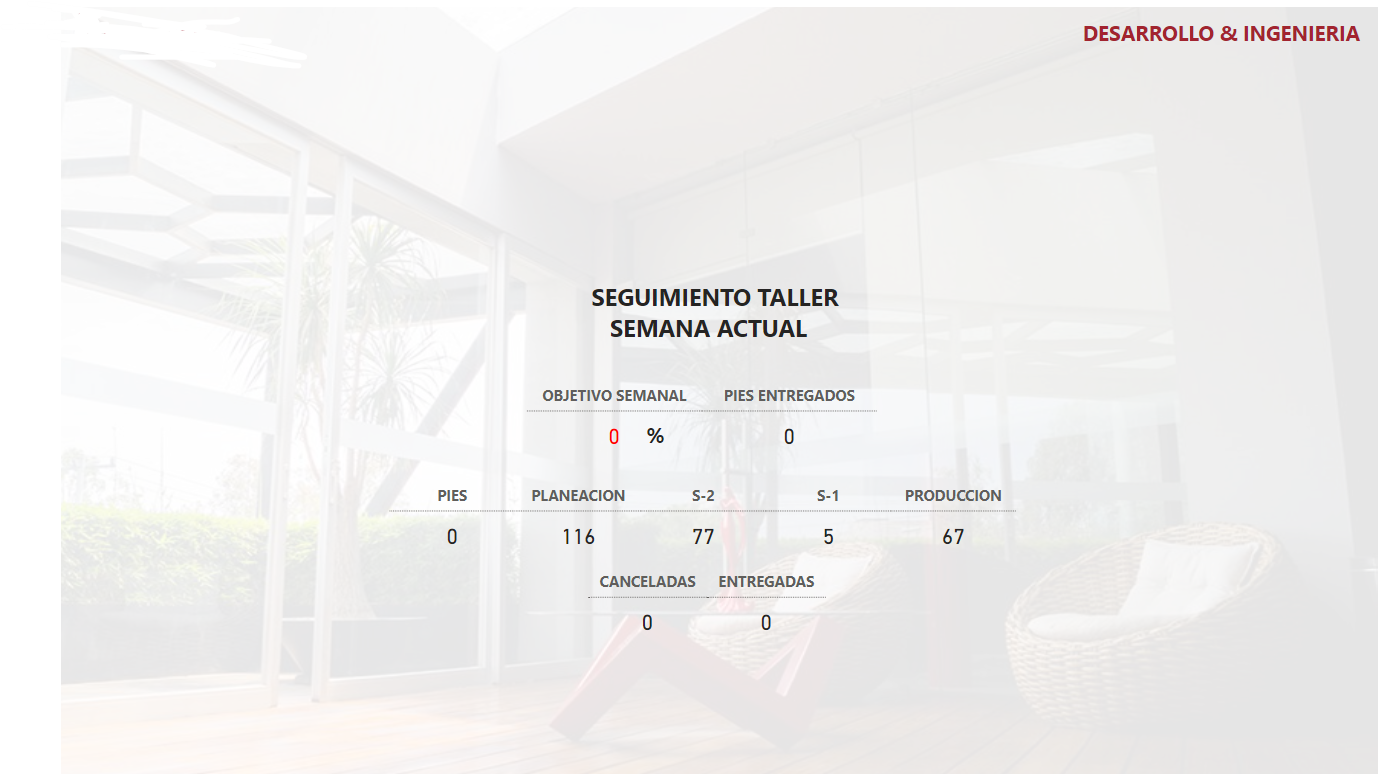 DESARROLLO & INGENIERIA
SEGUIMIENTO TALLER
SEMANA ACTUAL
OBJETIVO SEMANAL PIES ENTREGADOS
0 % 0
PIES PLANEACION S-2 S-1 PRODUCCION
0 116 77 5 67
CANCELADAS ENTREGADAS
0 0